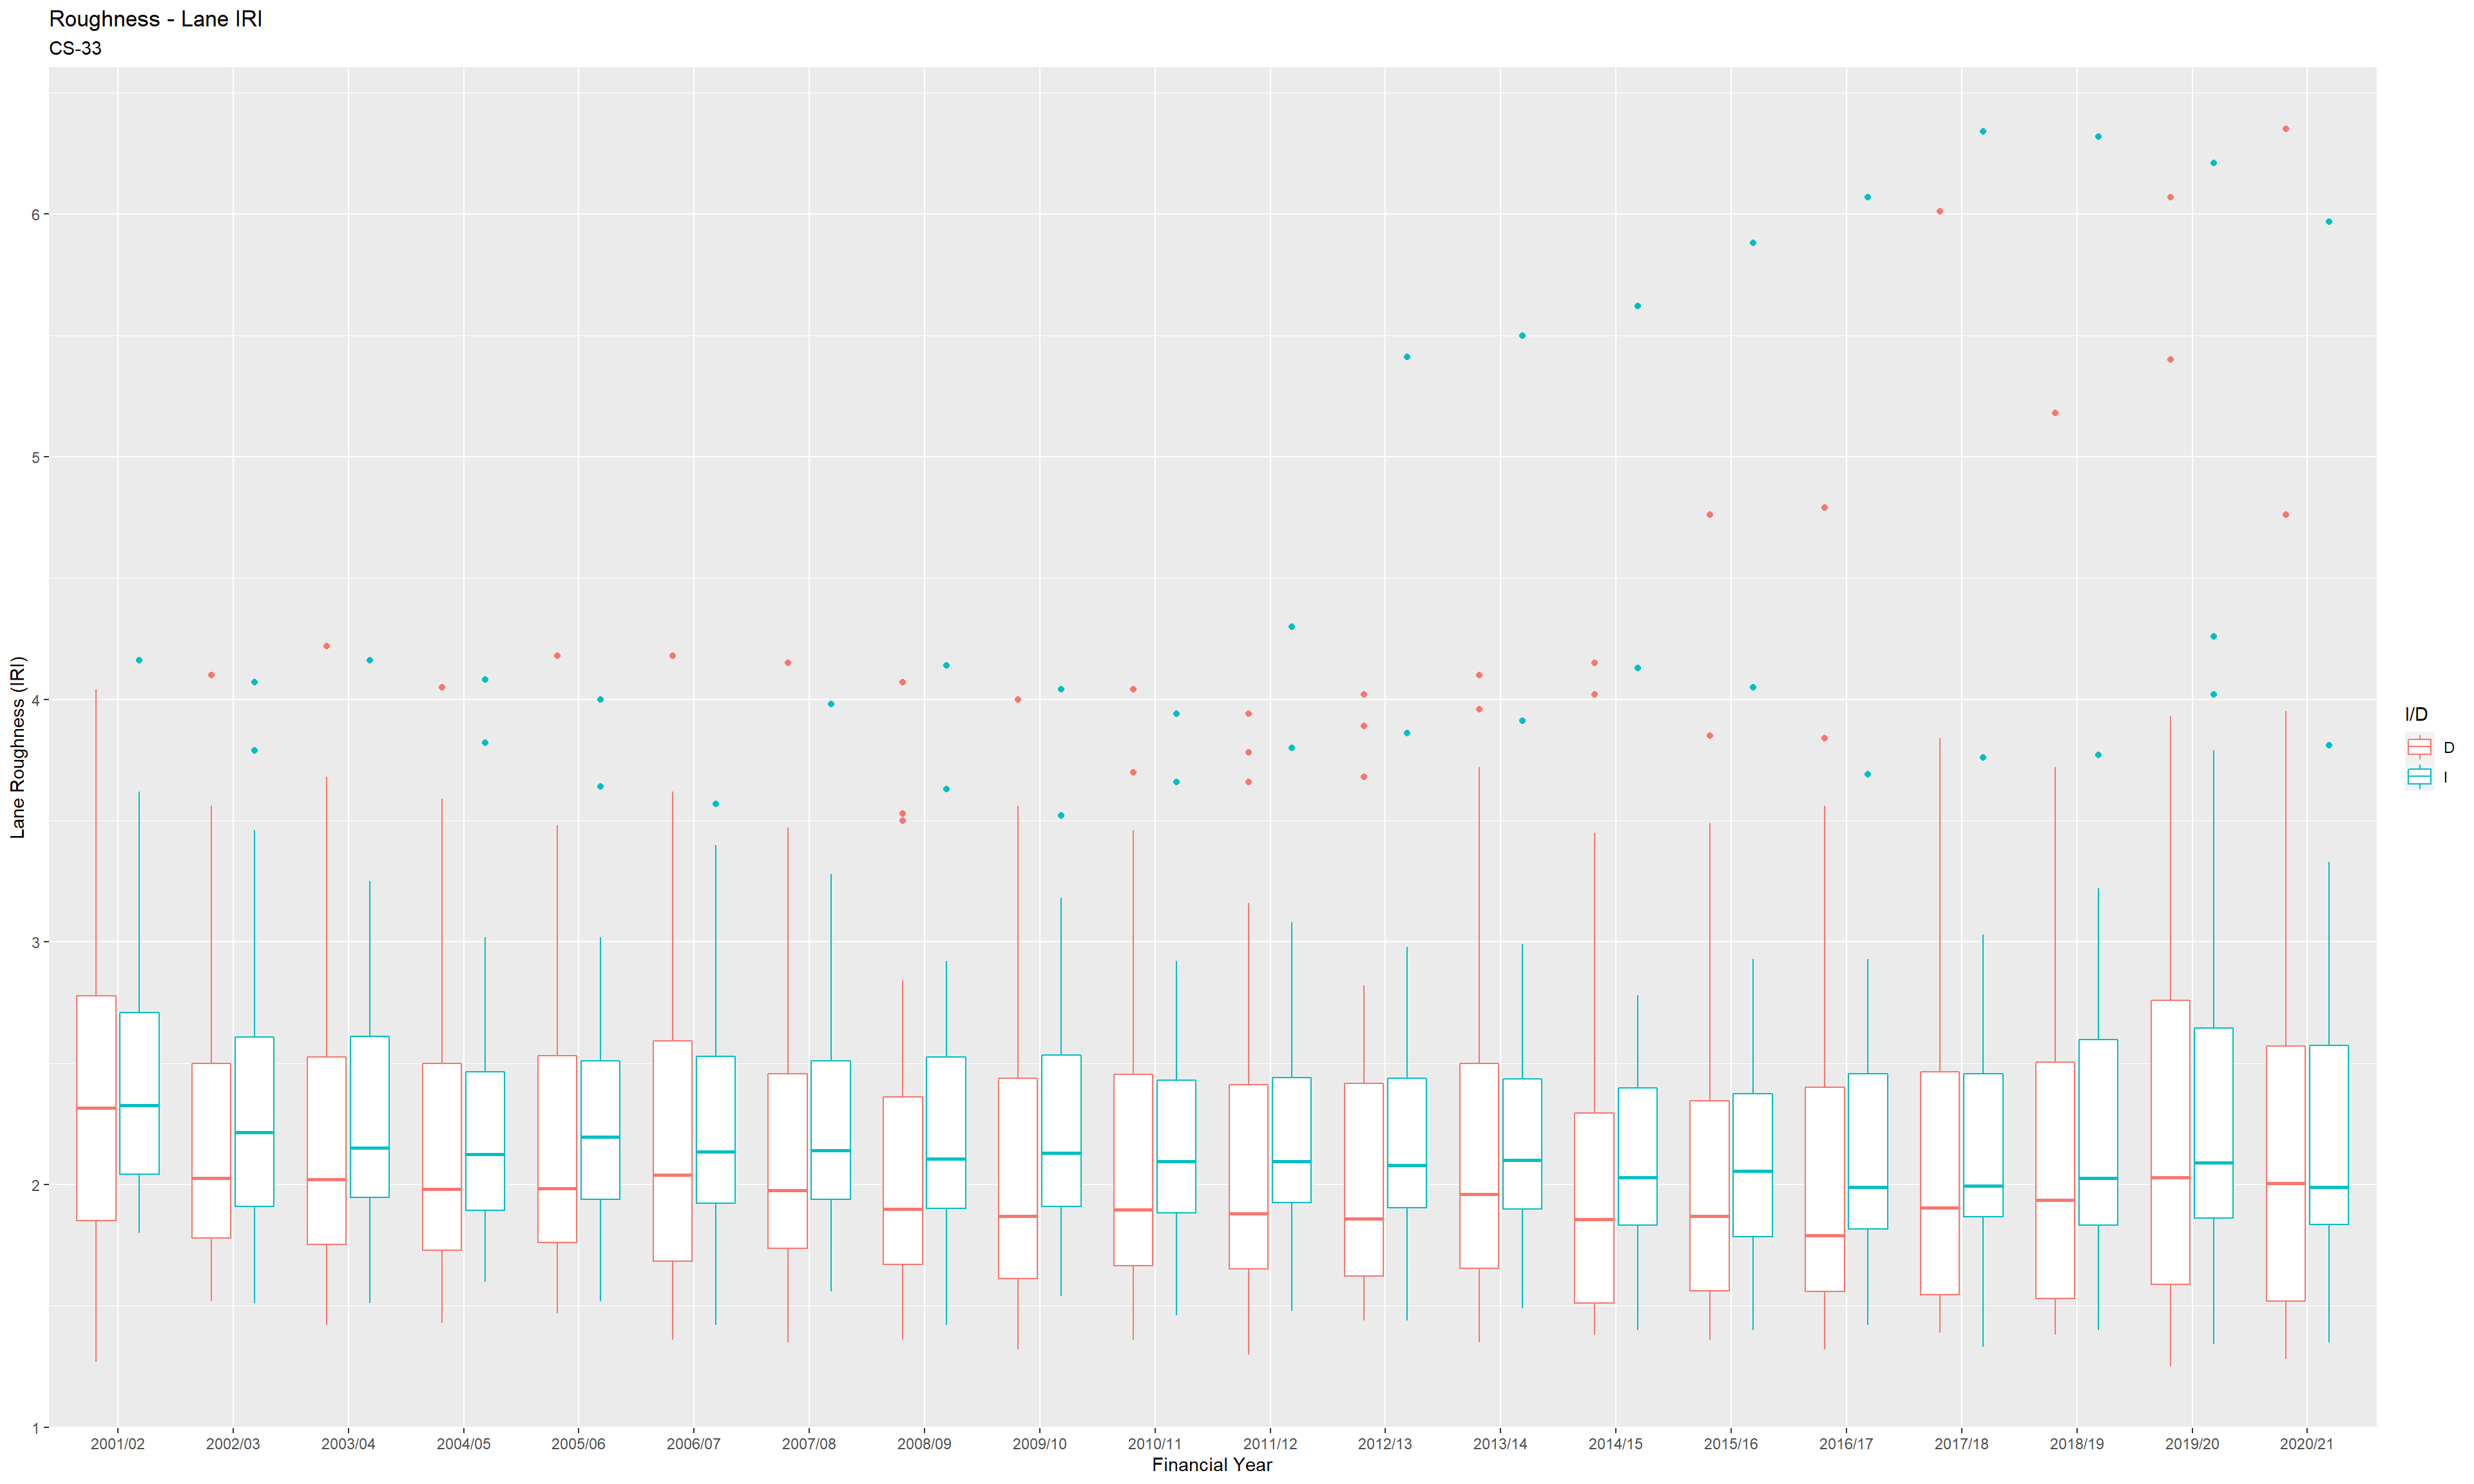 Roughness - Lane IRI
CS-33
Lane Roughness (IRI)
6
5
4
3
2
1
2001/02 2002/03 2003/04 2004/05 2005/06 2006/07 2007/08 2008/09 2009/10 2010/11 2011/12 2012/13 2013/14 2014/15 2015/16 2016/17 2017/18 2018/19 2019/20 2020/21
Financial Year
I/D
D
I